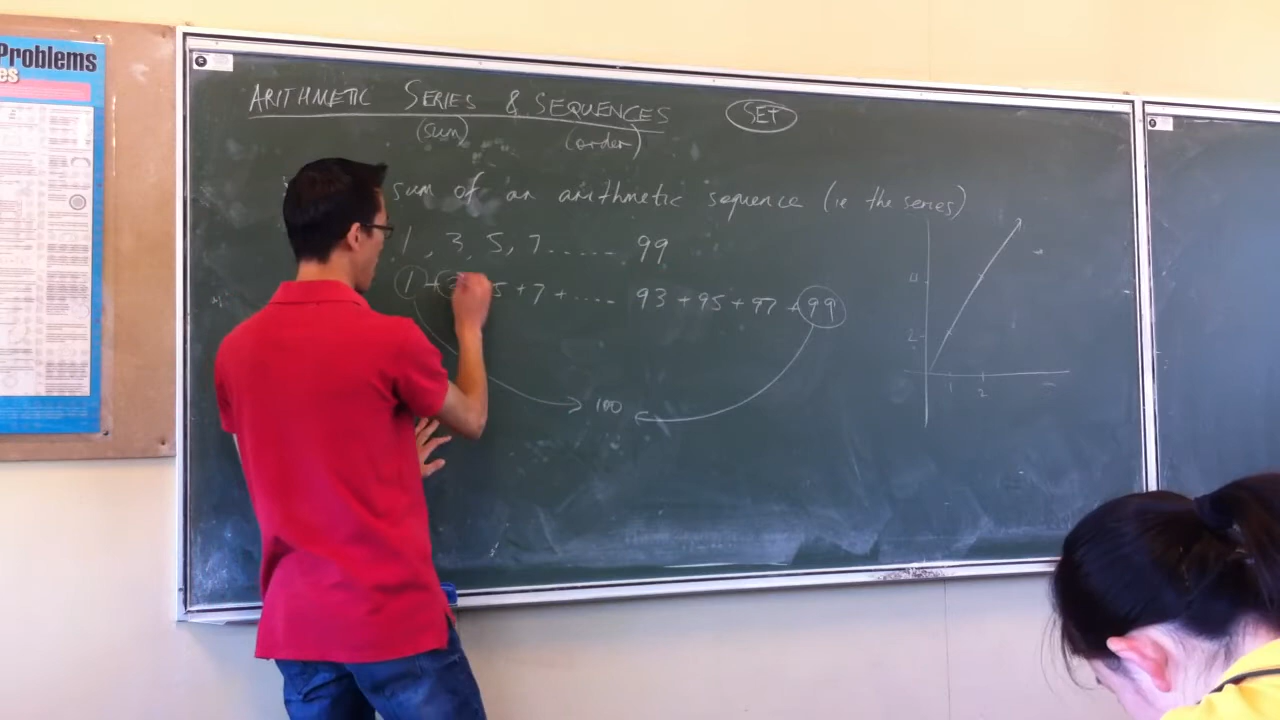 Problems
es
ARITHMETIC SERIES & SEQUENCES SET
(sum) (order)
sum of an arithmetic sequence (ie the series)
1, 3, 5, 7...... 99
1 + 5 + 7 + .... 93 + 95 + 97 + 99
100
4
2
1 2